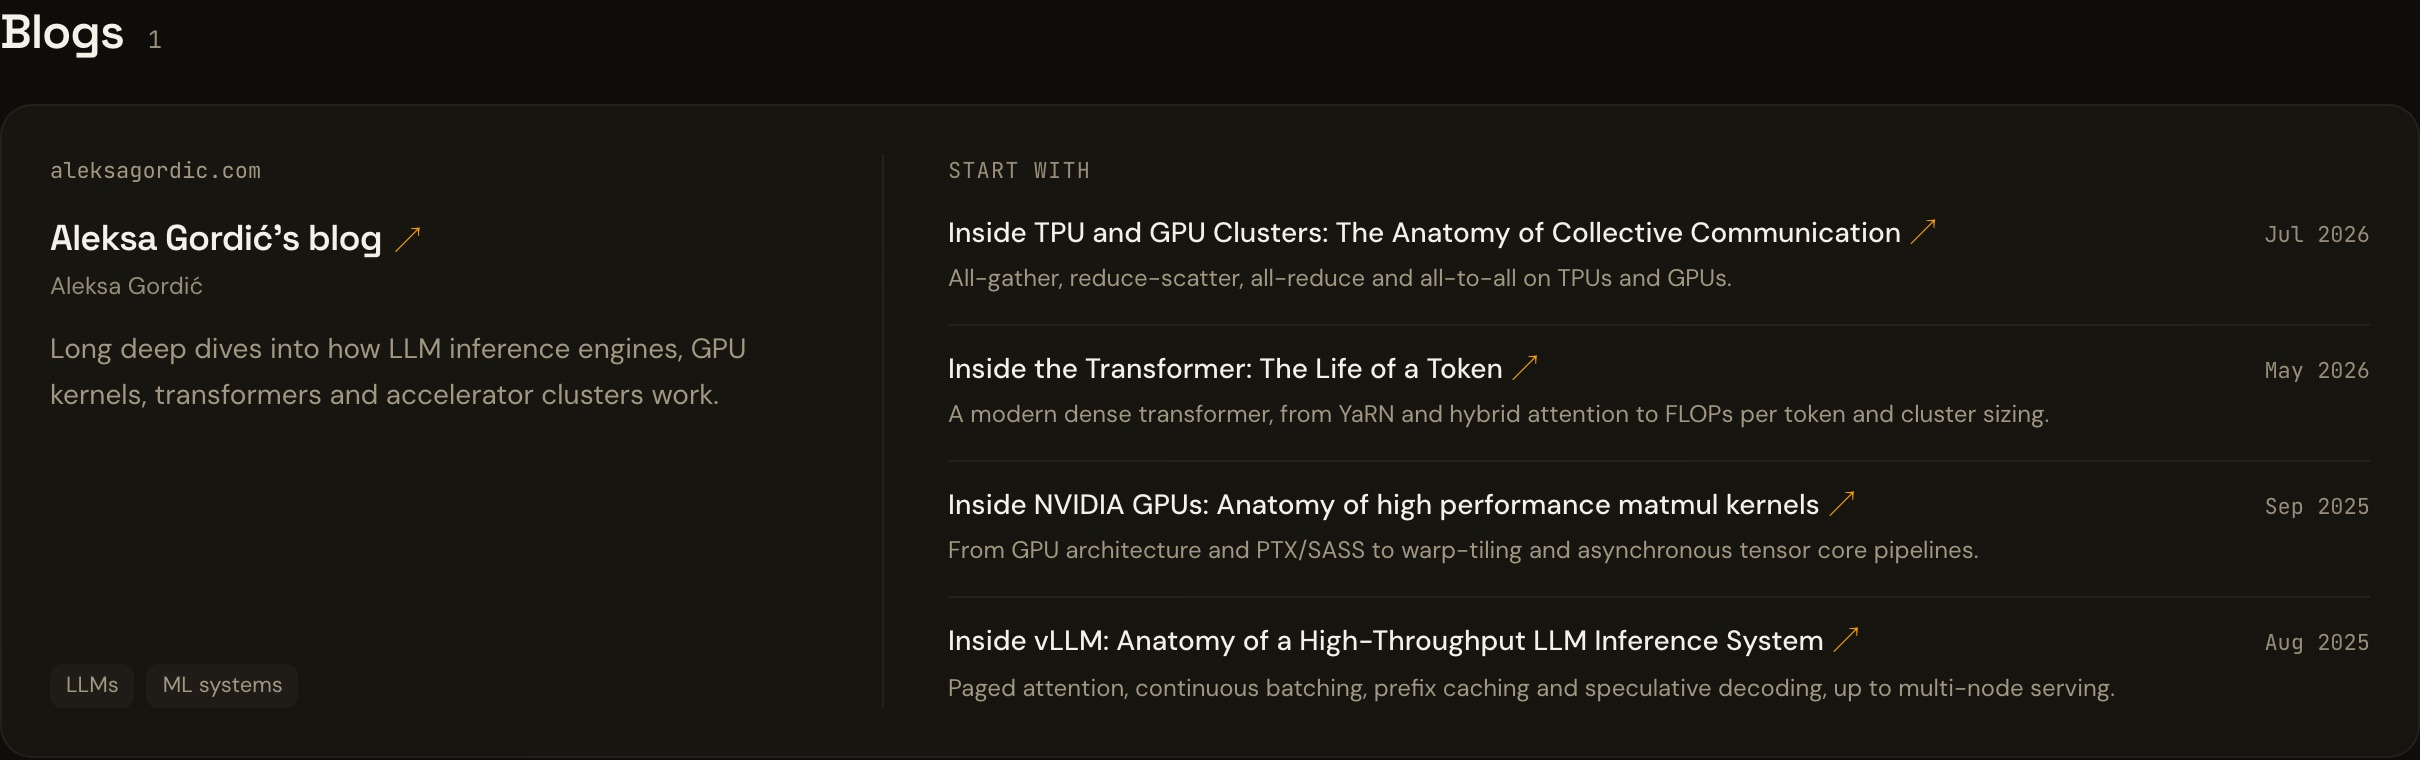 Blogs 1
aleksagordic.com
Aleksa Gordić’s blog ↗
Aleksa Gordić
Long deep dives into how LLM inference engines, GPU
kernels, transformers and accelerator clusters work.
LLMs ML systems
START WITH
Inside TPU and GPU Clusters: The Anatomy of Collective Communication ↗ Jul 2026
All-gather, reduce-scatter, all-reduce and all-to-all on TPUs and GPUs.
Inside the Transformer: The Life of a Token ↗ May 2026
A modern dense transformer, from YaRN and hybrid attention to FLOPs per token and cluster sizing.
Inside NVIDIA GPUs: Anatomy of high performance matmul kernels ↗ Sep 2025
From GPU architecture and PTX/SASS to warp-tiling and asynchronous tensor core pipelines.
Inside vLLM: Anatomy of a High-Throughput LLM Inference System ↗ Aug 2025
Paged attention, continuous batching, prefix caching and speculative decoding, up to multi-node serving.